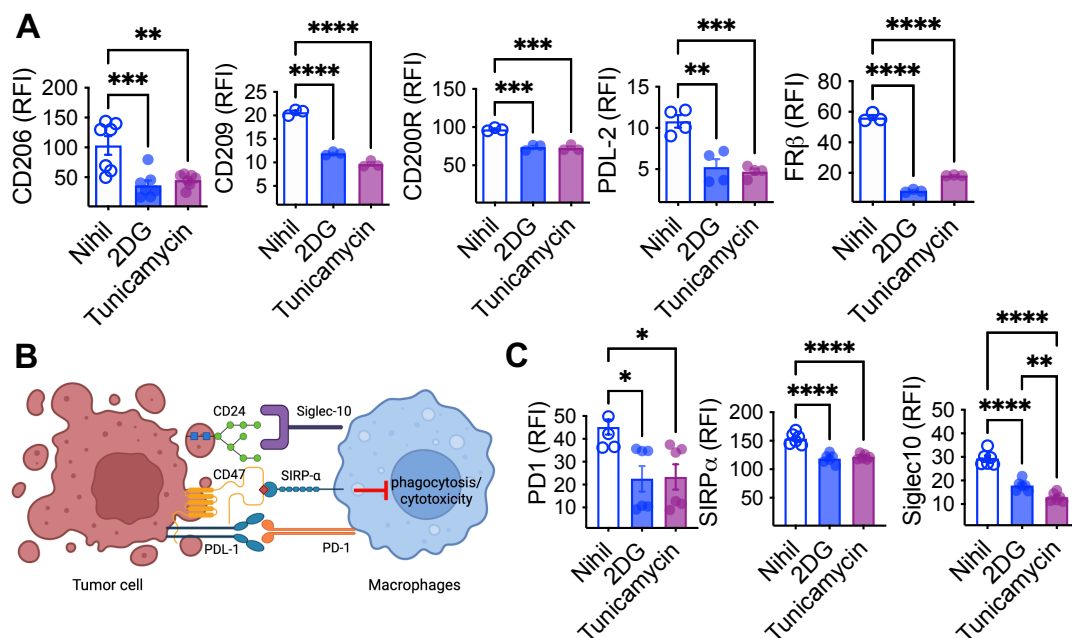 A
CD206 (RFI)
200
150
100
50
***
**
Nihil
2DG
Tunicamycin
CD209 (RFI)
25
20
15
10
5
****
****
Nihil
2DG
Tunicamycin
CD200R (RFI)
150
100
50
***
***
Nihil
2DG
Tunicamycin
PDL-2 (RFI)
15
10
5
**
***
Nihil
2DG
Tunicamycin
FRβ (RFI)
80
60
40
20
****
****
Nihil
2DG
Tunicamycin
B
CD24
Siglec-10
CD47
SIRP-α
phagocytosis/
cytotoxicity
PDL-1
PD-1
Tumor cell
Macrophages
C
PD1 (RFI)
50
40
30
20
10
*
*
Nihil
2DG
Tunicamycin
SIRPα (RFI)
200
150
100
50
****
****
Nihil
2DG
Tunicamycin
Siglec10 (RFI)
50
40
30
20
10
****
**
****
Nihil
2DG
Tunicamycin